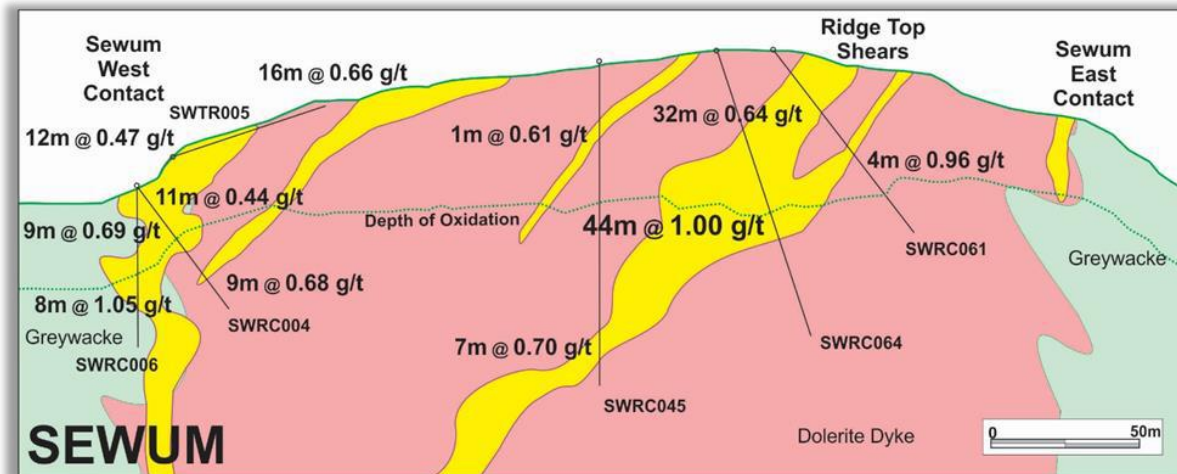 Sewum
West
Contact
SWTR005
12m @ 0.47 g/t
16m @ 0.66 g/t
11m @ 0.44 g/t
9m @ 0.69 g/t
8m @ 1.05 g/t
9m @ 0.68 g/t
Greywacke
SWRC006
SWRC004
Depth of Oxidation
1m @ 0.61 g/t
Ridge Top
Shears
32m @ 0.64 g/t
44m @ 1.00 g/t
4m @ 0.96 g/t
7m @ 0.70 g/t
SWRC045
SWRC064
SWRC061
Sewum
East
Contact
Greywacke
Dolerite Dyke
SEWUM
0 50m